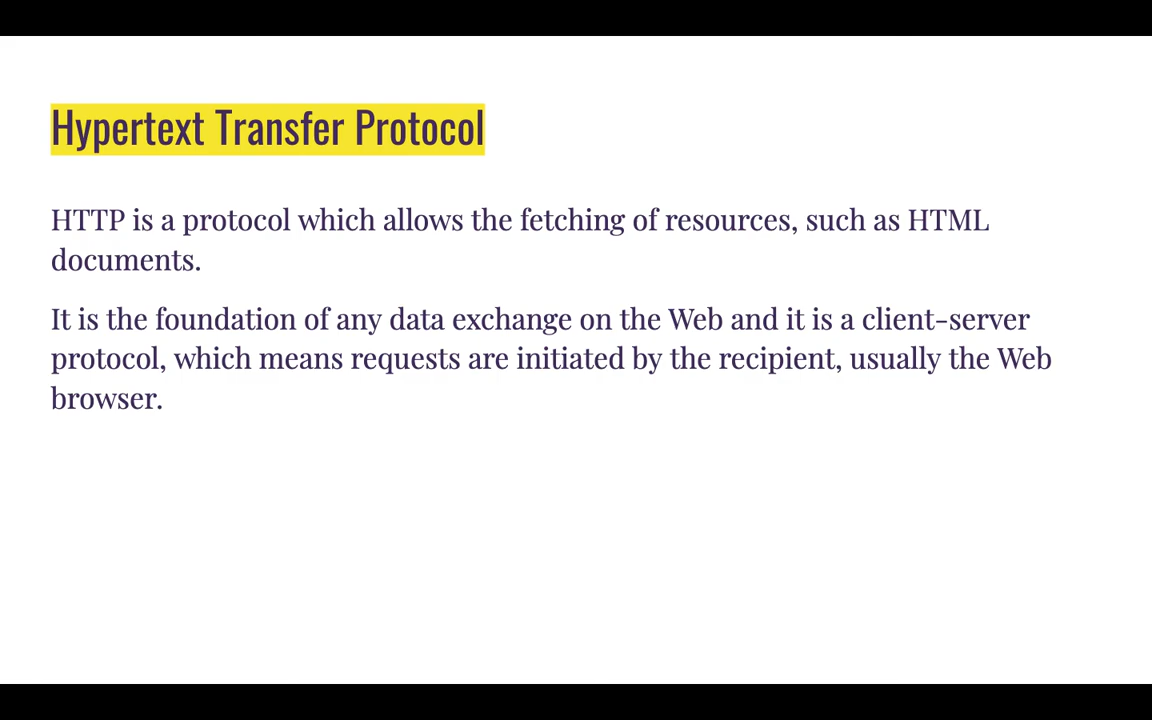 Hypertext Transfer Protocol
HTTP is a protocol which allows the fetching of resources, such as HTML
documents.
It is the foundation of any data exchange on the Web and it is a client-server
protocol, which means requests are initiated by the recipient, usually the Web
browser.